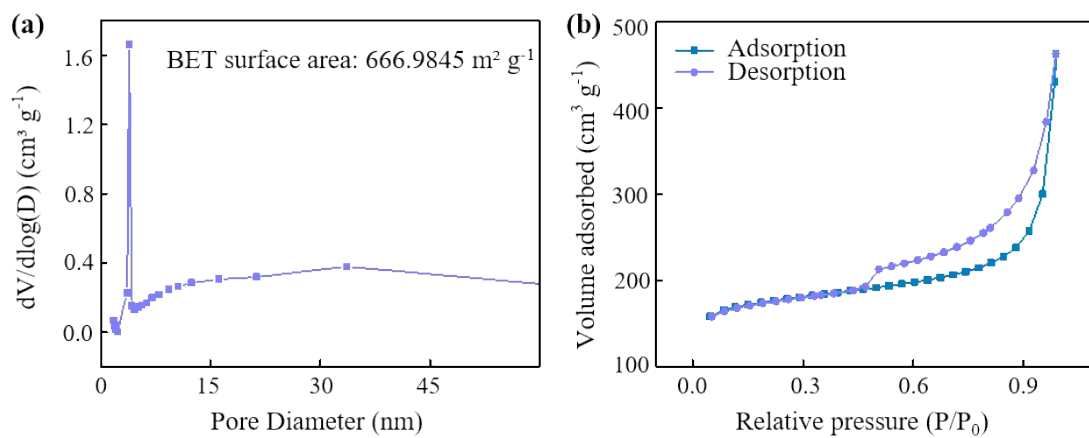 (a)
BET surface area: 666.9845 m² g⁻¹
dV/dlog(D) (cm³ g⁻¹)
1.6
1.2
0.8
0.4
0.0
0
15
30
45
Pore Diameter (nm)
(b)
Adsorption
Desorption
Volume adsorbed (cm³ g⁻¹)
500
400
300
200
100
0.0
0.3
0.6
0.9
Relative pressure (P/P₀)